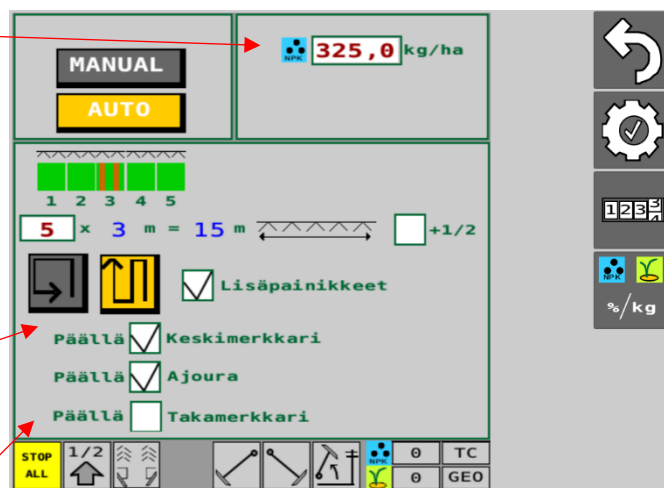 MANUAL
AUTO
NPK 325,0 kg/ha
1 2 3 4 5
5 x 3 m = 15 m +1/2
Lisäpainikkeet
Päällä Keskimerkkari
Päällä Ajoura
Päällä Takamerkkari
STOP ALL
1/2
NPK 0 TC
0 GEO
1234
NPK
%/kg